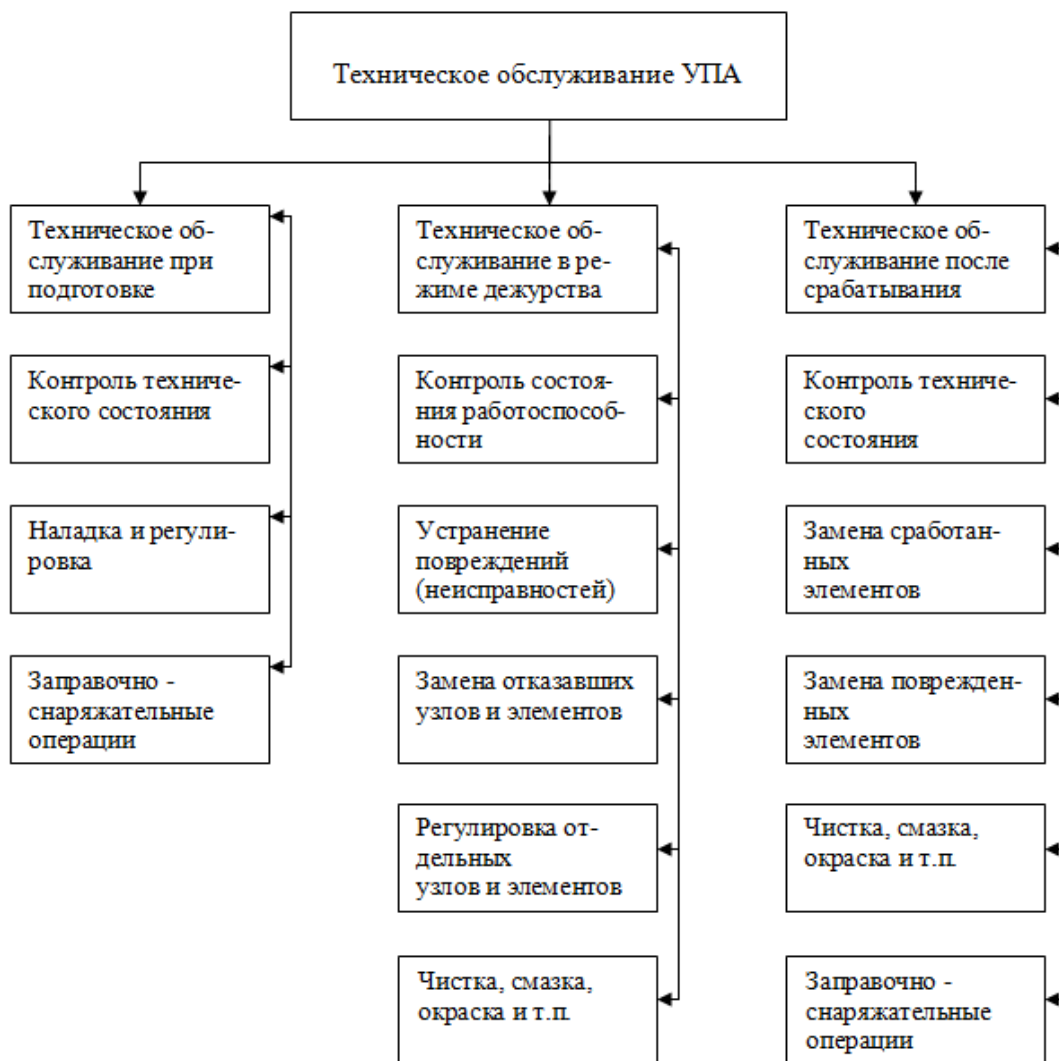 Техническое обслуживание УПА
Техническое об-
служивание при
подготовке
Контроль техниче-
ского состояния
Наладка и регули-
ровка
Заправочно -
снаряжательные
операции
Техническое об-
служивание в ре-
жиме дежурства
Контроль состоя-
ния работоспособ-
ности
Устранение
повреждений
(неисправностей)
Замена отказавших
узлов и элементов
Регулировка от-
дельных
узлов и элементов
Чистка, смазка,
окраска и т.п.
Техническое об-
служивание после
срабатывания
Контроль техниче-
ского
состояния
Замена сработан-
ных
элементов
Замена поврежден-
ных
элементов
Чистка, смазка,
окраска и т.п.
Заправочно -
снаряжательные
операции